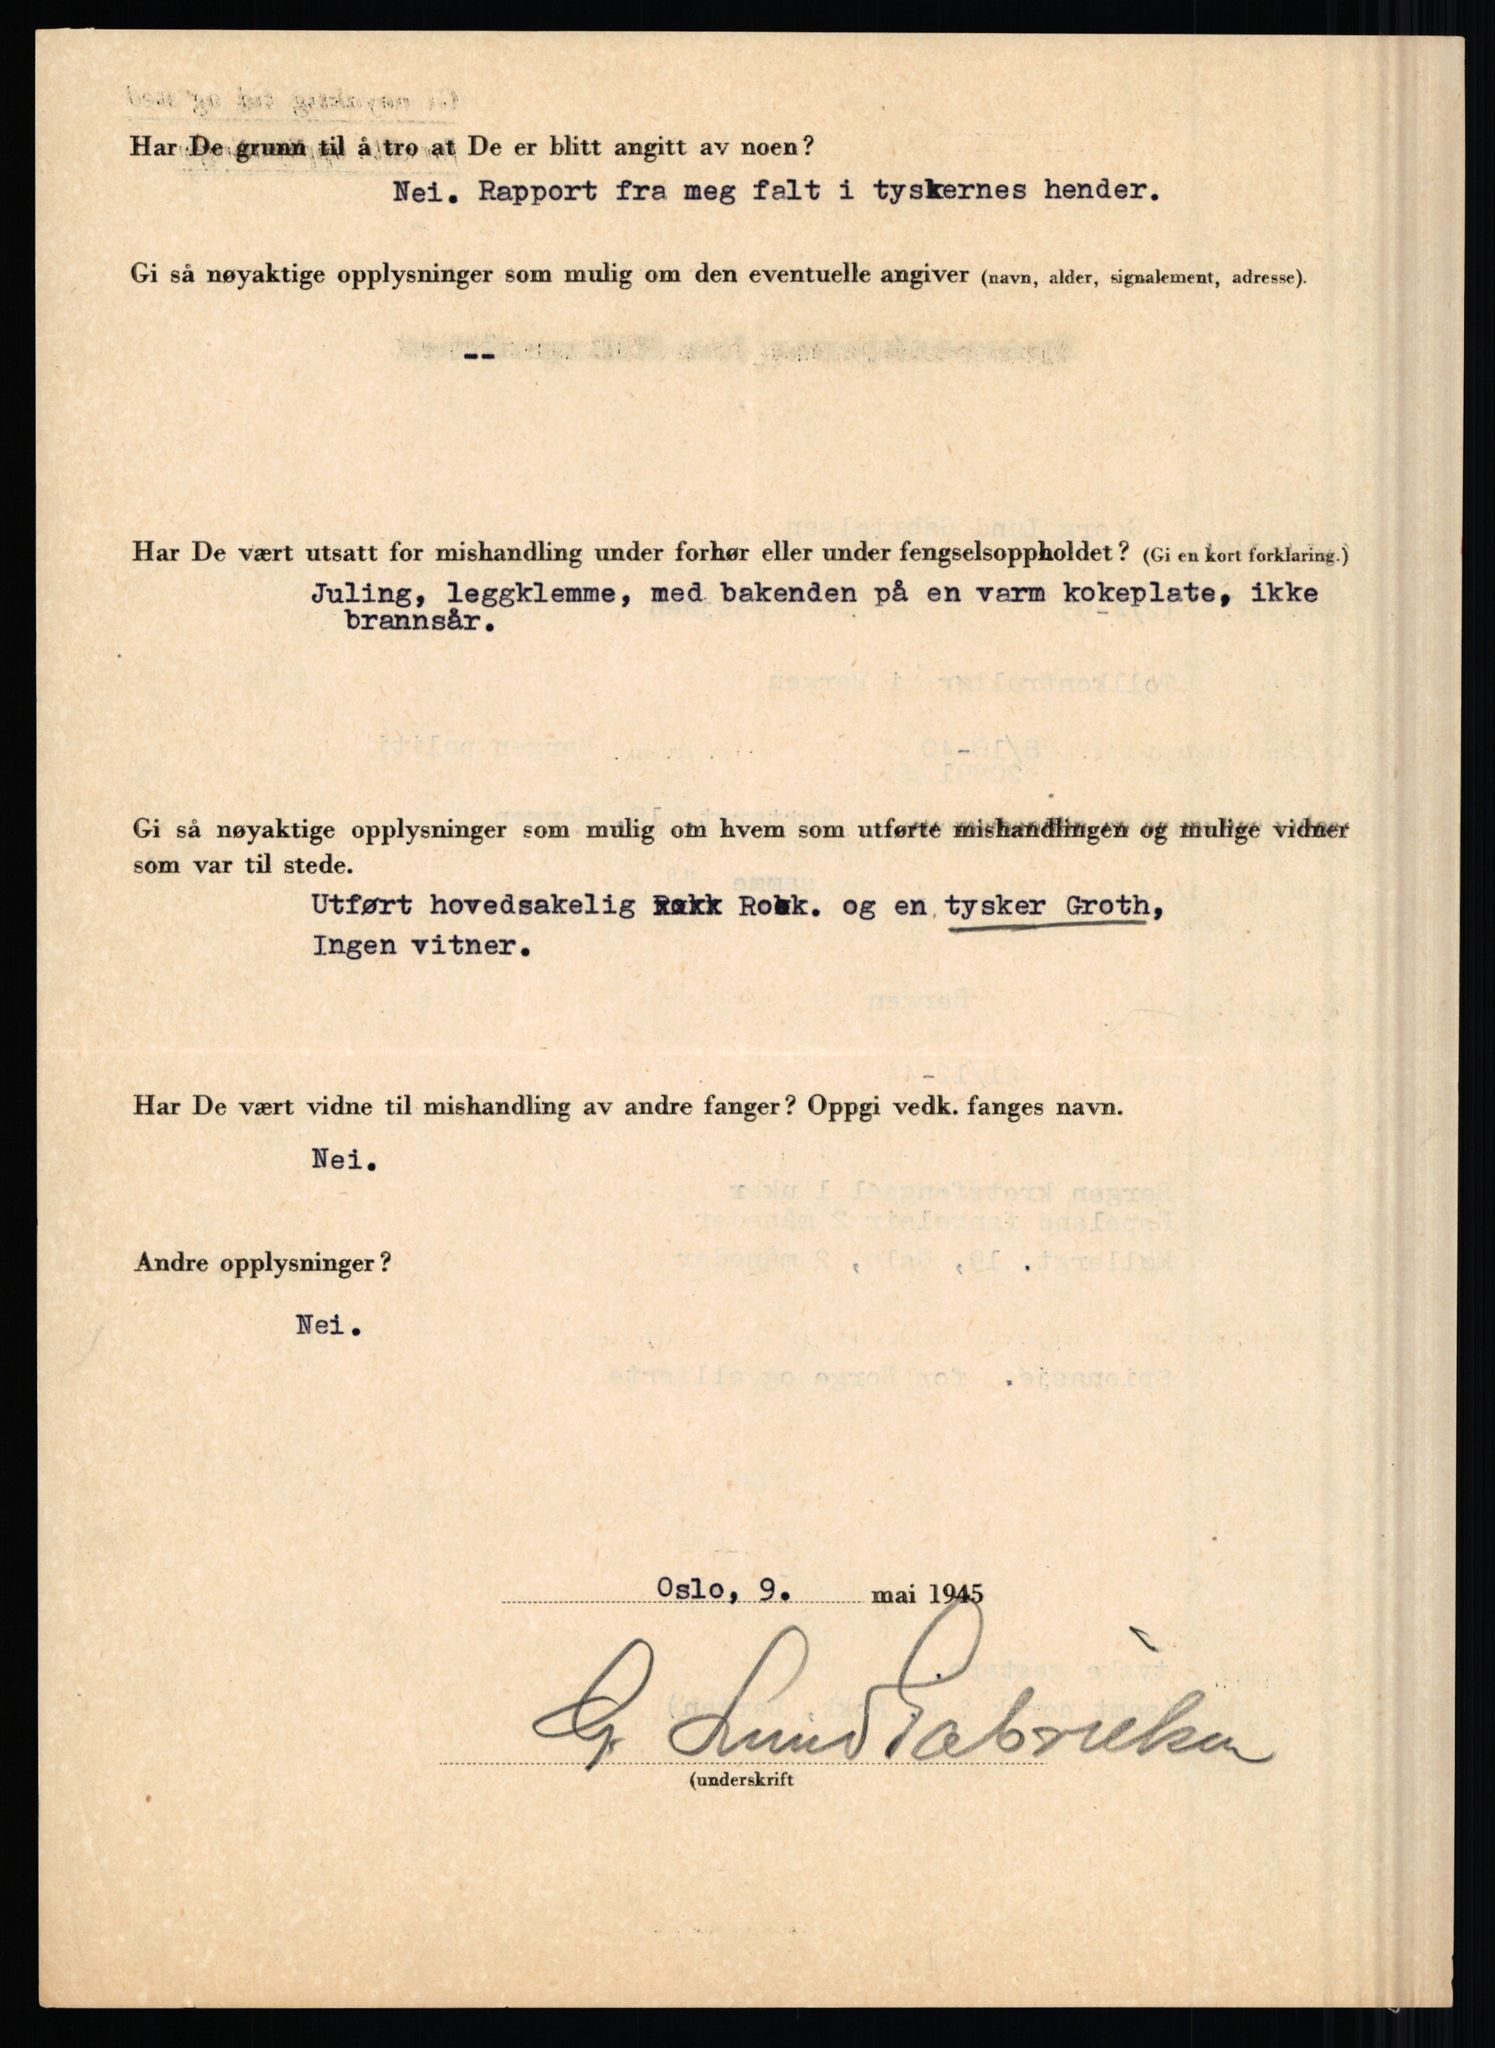 Har De grunn til å tro at De er blitt angitt av noen?
Nei. Rapport fra meg falt i tyskernes hender.
Gi så nøyaktige opplysninger som mulig om den eventuelle angiver (navn, alder, signalement, adresse).
--
Har De vært utsatt for mishandling under forhør eller under fengselsoppholdet? (Gi en kort forklaring.)
Juling, leggklemme, med bakenden på en varm kokeplate, ikke
brannsår.
Gi så nøyaktige opplysninger som mulig om hvem som utførte mishandlingen og mulige vidner
som var til stede.
Utført hovedsakelig Rokk. og en tysker Groth,
Ingen vitner.
Har De vært vidne til mishandling av andre fanger? Oppgi vedk. fanges navn.
Nei.
Andre opplysninger?
Nei.
Oslo, 9. mai 1945
G. Lund Gabrielsen
(underskrift